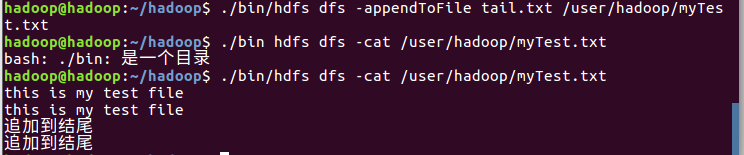 hadoop@hadoop:~/hadoop$ ./bin/hdfs dfs -appendToFile tail.txt /user/hadoop/myTes
t.txt
hadoop@hadoop:~/hadoop$ ./bin hdfs dfs -cat /user/hadoop/myTest.txt
bash: ./bin: 是一个目录
hadoop@hadoop:~/hadoop$ ./bin/hdfs dfs -cat /user/hadoop/myTest.txt
this is my test file
this is my test file
追加到结尾
追加到结尾